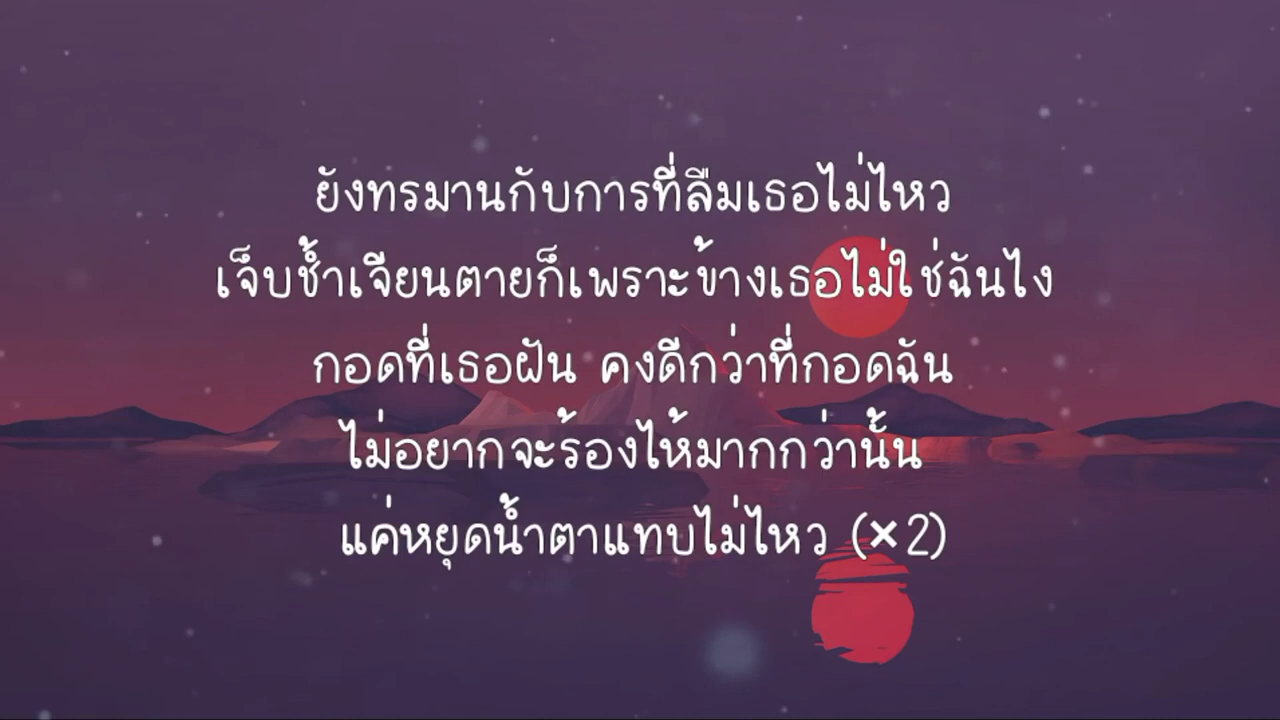 ยังทรมานกับการที่ลืมเธอไม่ไหว
เจ็บช้ำเจียนตายก็เพราะข้างเธอไม่ใช่ฉันไง
กอดที่เธอฝัน คงดีกว่าที่กอดฉัน
ไม่อยากจะร้องไห้มากกว่านั้น
แค่หยุดน้ำตาแทบไม่ไหว (×2)